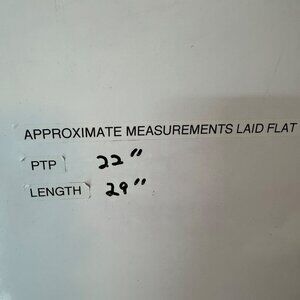 APPROXIMATE MEASUREMENTS LAID FLAT
PTP 22"
LENGTH 29"